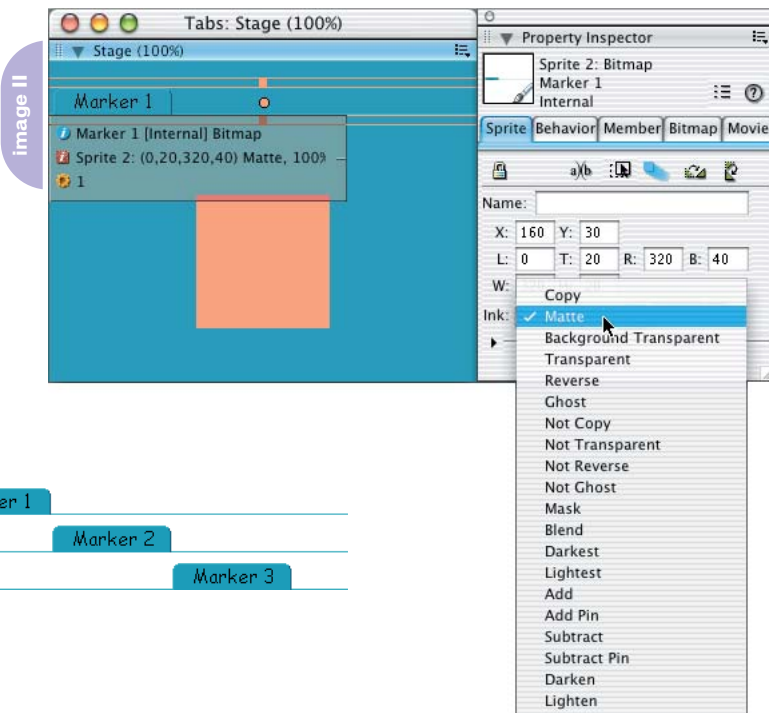 image II
Tabs: Stage (100%)
Stage (100%)
Marker 1
Marker 1 [Internal] Bitmap
Sprite 2: (0,20,320,40) Matte, 100%
1
Property Inspector
Sprite 2: Bitmap
Marker 1
Internal
Sprite Behavior Member Bitmap Movie
Name:
X: 160 Y: 30
L: 0 T: 20 R: 320 B: 40
W:
Ink:
Copy
Matte
Background Transparent
Transparent
Reverse
Ghost
Not Copy
Not Transparent
Not Reverse
Not Ghost
Mask
Blend
Darkest
Lightest
Add
Add Pin
Subtract
Subtract Pin
Darken
Lighten
er 1
Marker 2
Marker 3